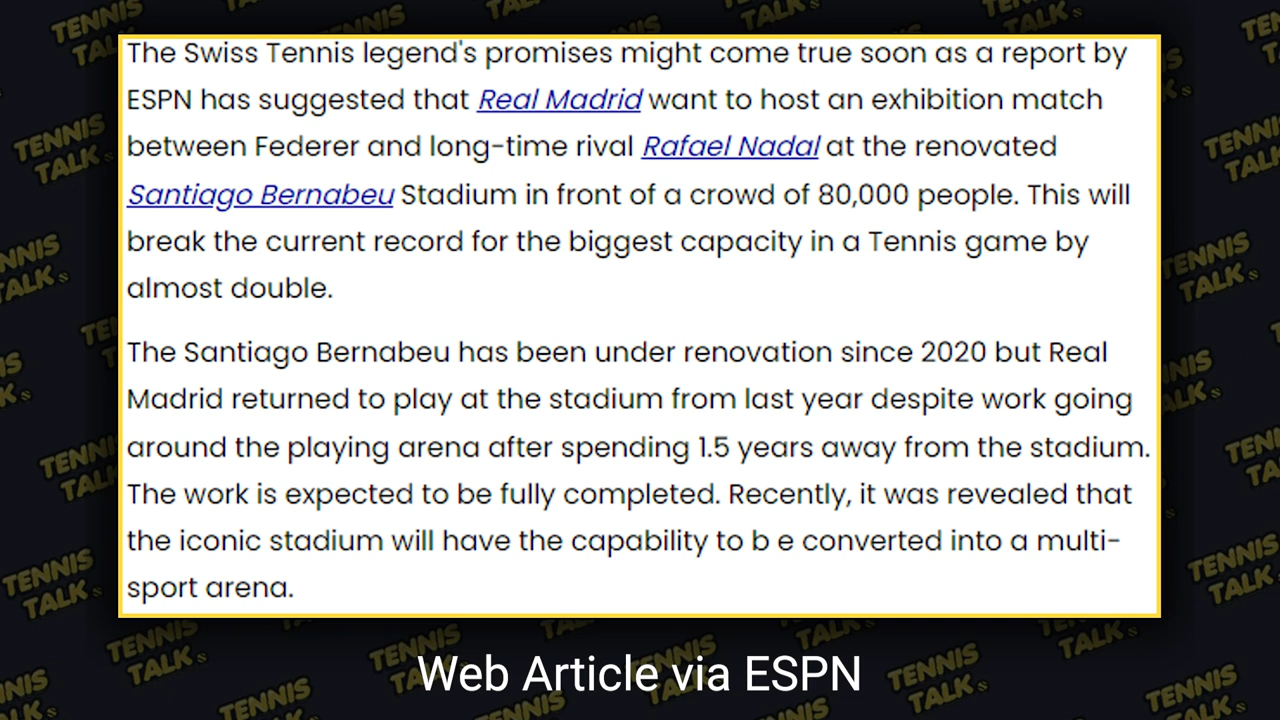 The Swiss Tennis legend's promises might come true soon as a report by
ESPN has suggested that Real Madrid want to host an exhibition match
between Federer and long-time rival Rafael Nadal at the renovated
Santiago Bernabeu Stadium in front of a crowd of 80,000 people. This will
break the current record for the biggest capacity in a Tennis game by
almost double.
The Santiago Bernabeu has been under renovation since 2020 but Real
Madrid returned to play at the stadium from last year despite work going
around the playing arena after spending 1.5 years away from the stadium.
The work is expected to be fully completed. Recently, it was revealed that
the iconic stadium will have the capability to b e converted into a multi-
sport arena.
Web Article via ESPN
TENNIS
TALK